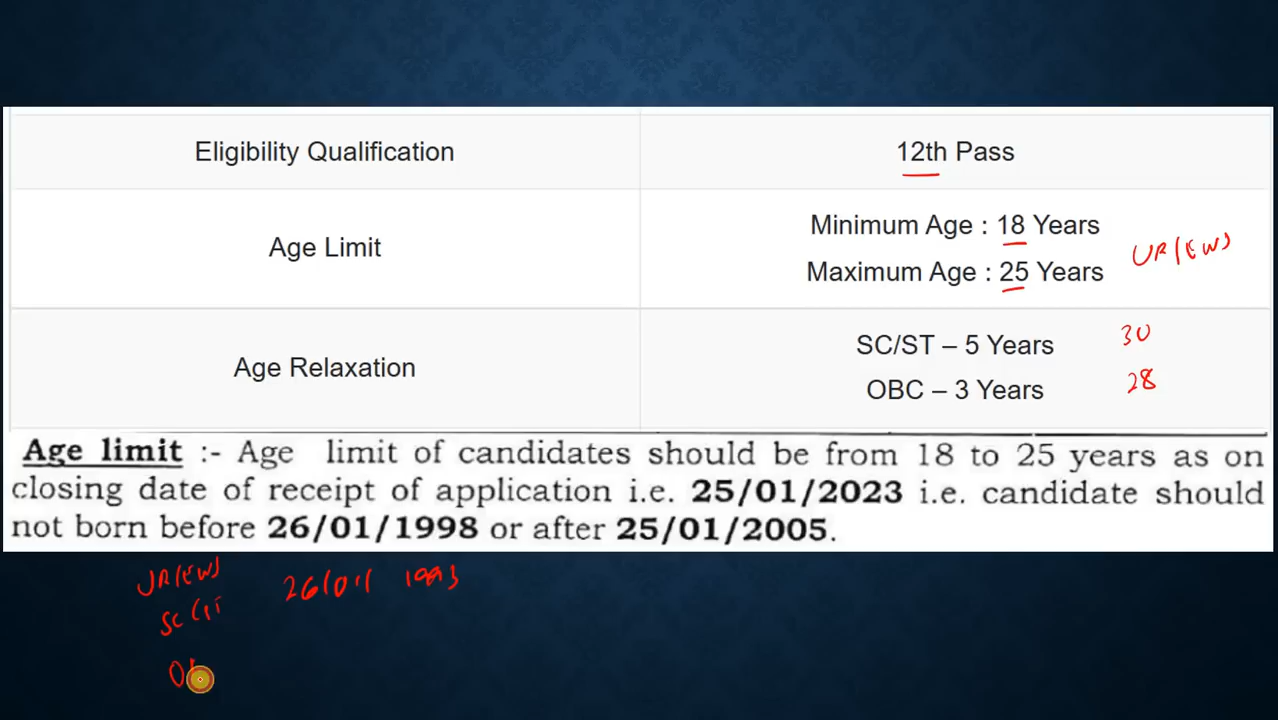 Eligibility Qualification 12th Pass
Age Limit
Minimum Age : 18 Years
Maximum Age : 25 Years
UR/EWS
Age Relaxation
SC/ST – 5 Years 30
OBC – 3 Years 28
Age limit :- Age limit of candidates should be from 18 to 25 years as on
closing date of receipt of application i.e. 25/01/2023 i.e. candidate should
not born before 26/01/1998 or after 25/01/2005.
UR/EWS 26/01/ 1993
SC/ST